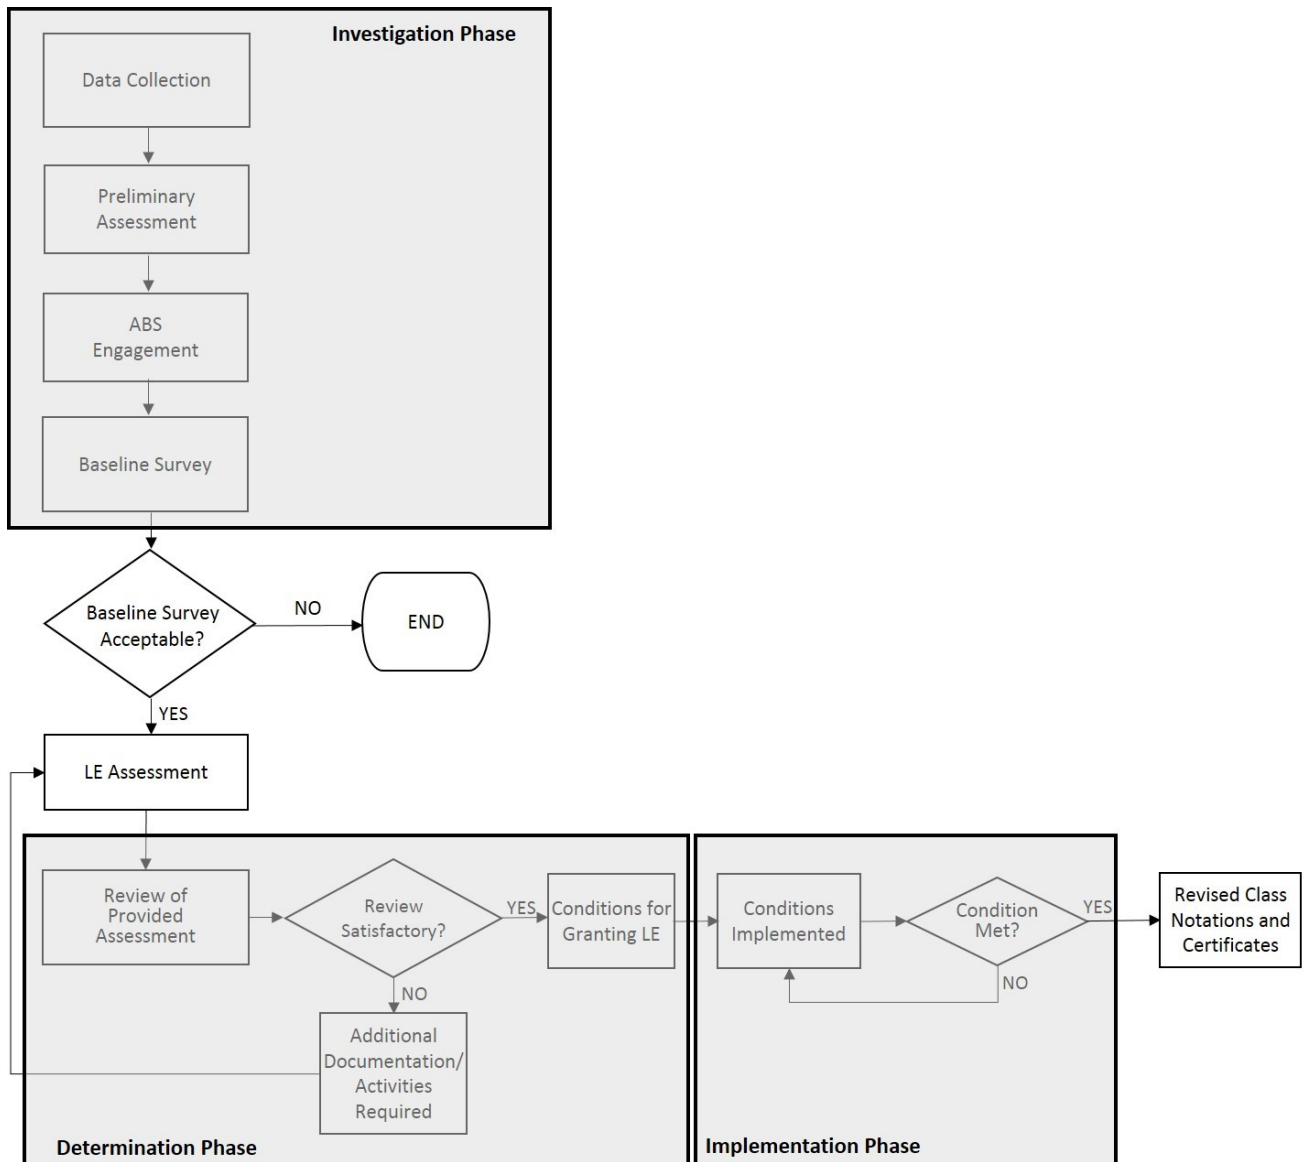 Investigation Phase
Data Collection
Preliminary
Assessment
ABS
Engagement
Baseline Survey
Baseline Survey
Acceptable?
NO
END
YES
LE Assessment
Review of
Provided
Assessment
Review
Satisfactory?
YES
Conditions for
Granting LE
NO
Additional
Documentation/
Activities
Required
Determination Phase
Conditions
Implemented
Condition
Met?
YES
NO
Implementation Phase
Revised Class
Notations and
Certificates